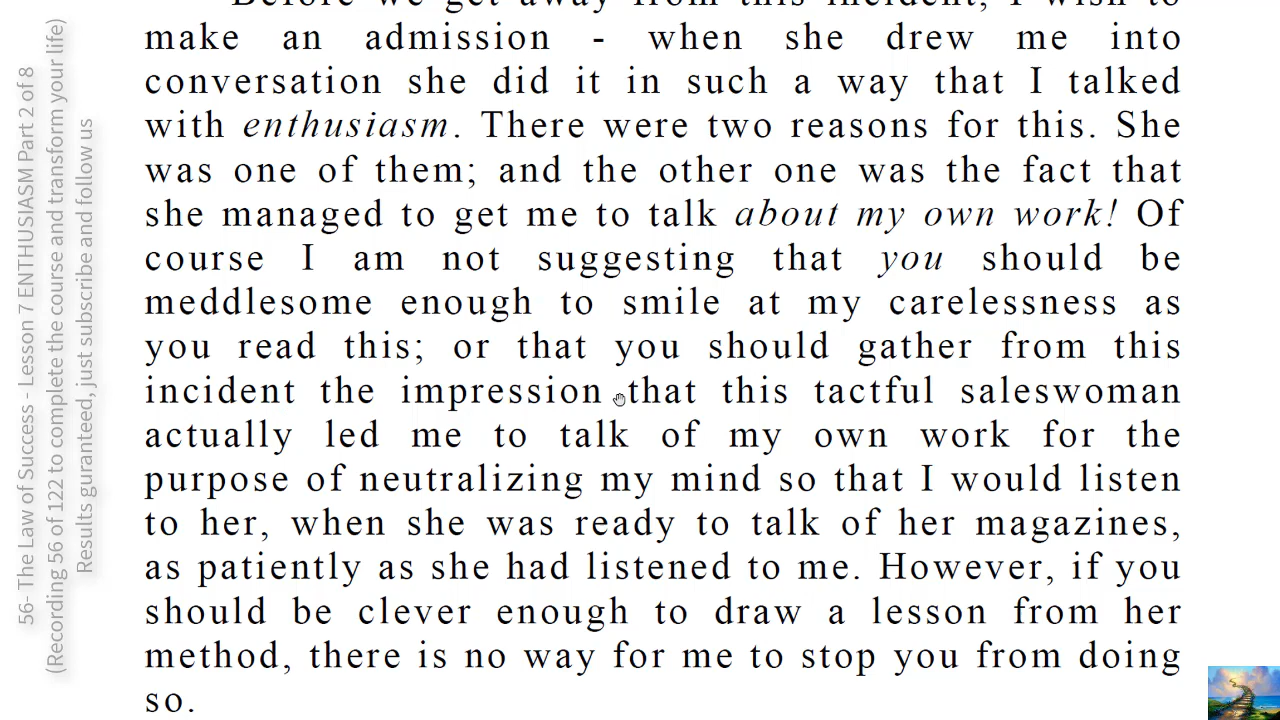 Before we get away from this incident, I wish to
make an admission - when she drew me into
conversation she did it in such a way that I talked
with enthusiasm. There were two reasons for this. She
was one of them; and the other one was the fact that
she managed to get me to talk about my own work! Of
course I am not suggesting that you should be
meddlesome enough to smile at my carelessness as
you read this; or that you should gather from this
incident the impression that this tactful saleswoman
actually led me to talk of my own work for the
purpose of neutralizing my mind so that I would listen
to her, when she was ready to talk of her magazines,
as patiently as she had listened to me. However, if you
should be clever enough to draw a lesson from her
method, there is no way for me to stop you from doing
so.
56- The Law of Success - Lesson 7 ENTHUSIASM Part 2 of 8
(Recording 56 of 122 to complete the course and transform your life)
Results guranteed, just subscribe and follow us